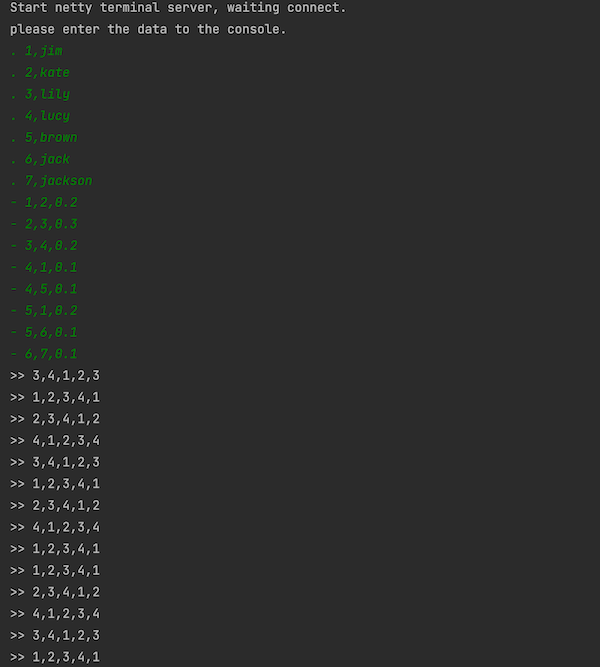 Start netty terminal server, waiting connect.
please enter the data to the console.
. 1,jim
. 2,kate
. 3,lily
. 4,lucy
. 5,brown
. 6,jack
. 7,jackson
- 1,2,0.2
- 2,3,0.3
- 3,4,0.2
- 4,1,0.1
- 4,5,0.1
- 5,1,0.2
- 5,6,0.1
- 6,7,0.1
>> 3,4,1,2,3
>> 1,2,3,4,1
>> 2,3,4,1,2
>> 4,1,2,3,4
>> 3,4,1,2,3
>> 1,2,3,4,1
>> 2,3,4,1,2
>> 4,1,2,3,4
>> 1,2,3,4,1
>> 1,2,3,4,1
>> 2,3,4,1,2
>> 4,1,2,3,4
>> 3,4,1,2,3
>> 1,2,3,4,1